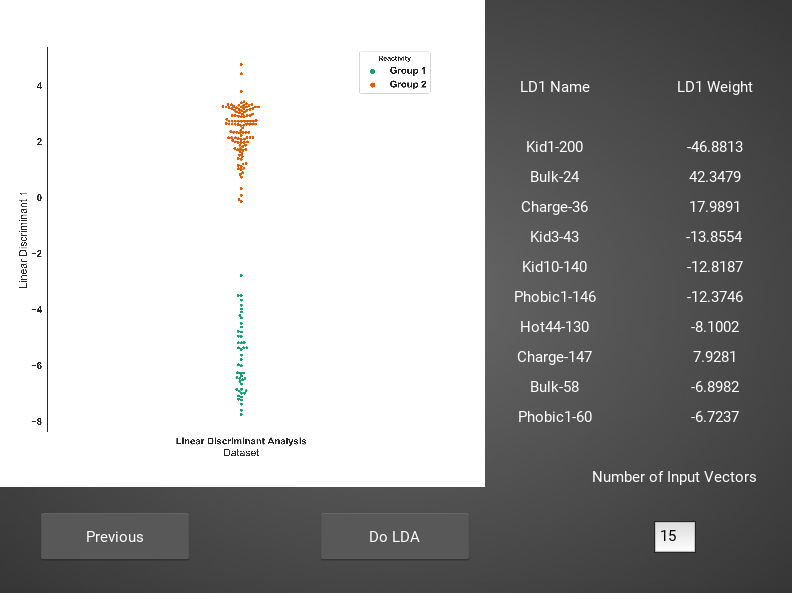 Reactivity
Group 1
Group 2
4
2
0
−2
−4
−6
−8
Linear Discriminant 1
Linear Discriminant Analysis
Dataset
LD1 Name LD1 Weight
Kid1-200 -46.8813
Bulk-24 42.3479
Charge-36 17.9891
Kid3-43 -13.8554
Kid10-140 -12.8187
Phobic1-146 -12.3746
Hot44-130 -8.1002
Charge-147 7.9281
Bulk-58 -6.8982
Phobic1-60 -6.7237
Number of Input Vectors
15
Previous
Do LDA